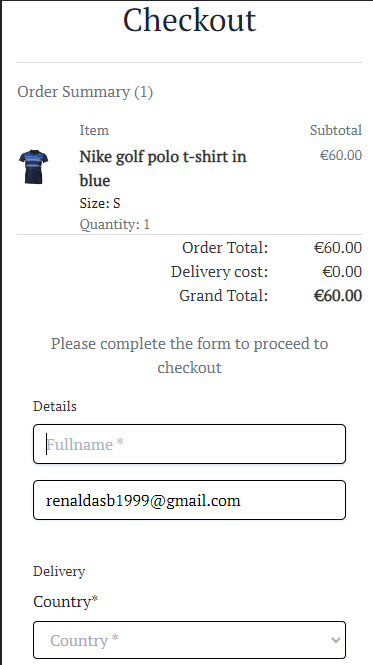 Checkout
Order Summary (1)
Item Subtotal
Nike golf polo t-shirt in €60.00
blue
Size: S
Quantity: 1
Order Total: €60.00
Delivery cost: €0.00
Grand Total: €60.00
Please complete the form to proceed to
checkout
Details
Fullname *
renaldasb1999@gmail.com
Delivery
Country*
Country *